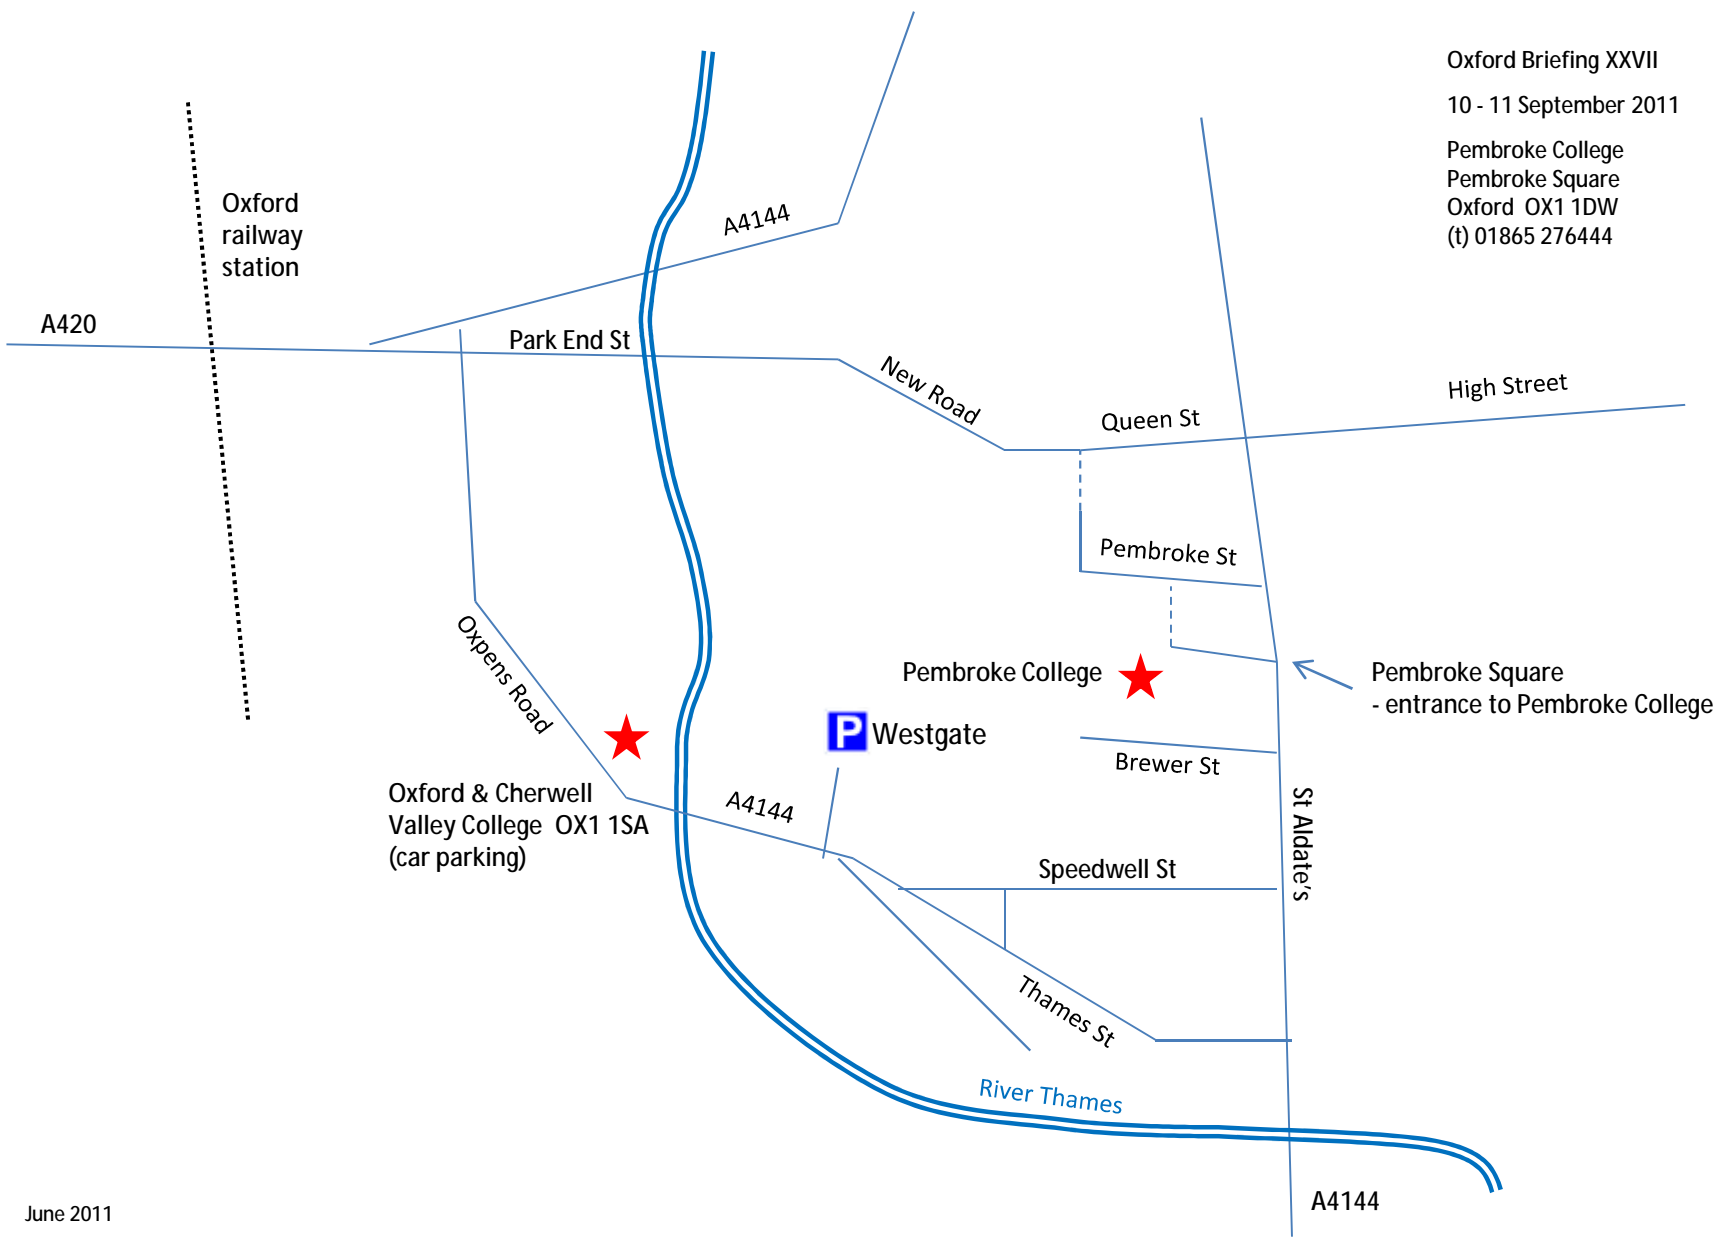 Oxford Briefing XXVII
10 - 11 September 2011
Pembroke College
Pembroke Square
Oxford OX1 1DW
(t) 01865 276444
Oxford
railway
station
A4144
A420
Park End St
New Road
Queen St
High Street
Pembroke St
Oxpens Road
Pembroke College
Pembroke Square
- entrance to Pembroke College
P Westgate
Brewer St
Oxford & Cherwell
Valley College OX1 1SA
(car parking)
A4144
St Aldate's
Speedwell St
Thames St
River Thames
A4144
June 2011